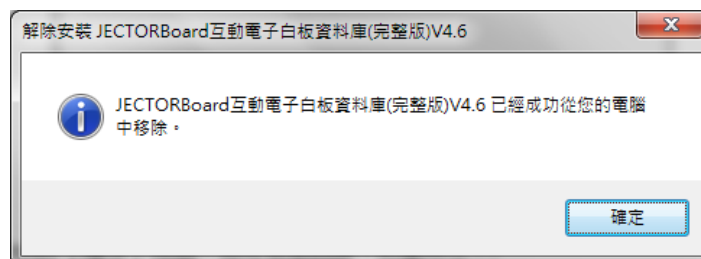 解除安裝 JECTORBoard互動電子白板資料庫(完整版)V4.6
JECTORBoard互動電子白板資料庫(完整版)V4.6 已經成功從您的電腦
中移除。
確定